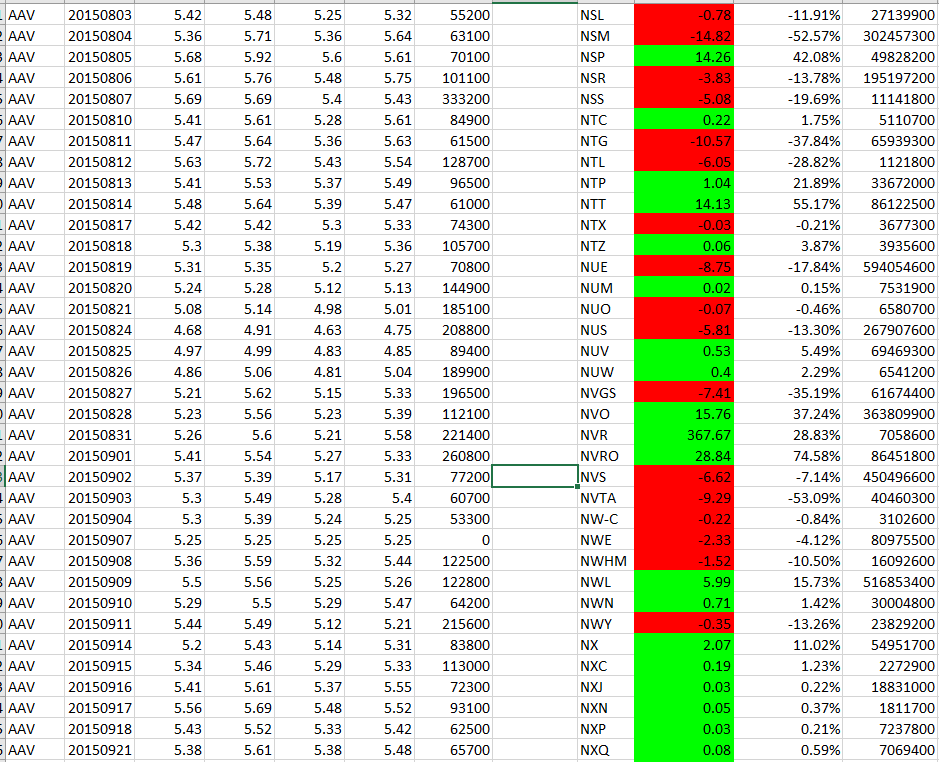 AAV 20150803 5.42 5.48 5.25 5.32 55200 NSL -0.78 -11.91% 27139900
AAV 20150804 5.36 5.71 5.36 5.64 63100 NSM -14.82 -52.57% 302457300
AAV 20150805 5.68 5.92 5.6 5.61 70100 NSP 14.26 42.08% 49828200
AAV 20150806 5.61 5.76 5.48 5.75 101100 NSR -3.83 -13.78% 195197200
AAV 20150807 5.69 5.69 5.4 5.43 333200 NSS -5.08 -19.69% 11141800
AAV 20150810 5.41 5.61 5.28 5.61 84900 NTC 0.22 1.75% 5110700
AAV 20150811 5.47 5.64 5.36 5.63 61500 NTG -10.57 -37.84% 65939300
AAV 20150812 5.63 5.72 5.43 5.54 128700 NTL -6.05 -28.82% 1121800
AAV 20150813 5.41 5.53 5.37 5.49 96500 NTP 1.04 21.89% 33672000
AAV 20150814 5.48 5.64 5.39 5.47 61000 NTT 14.13 55.17% 86122500
AAV 20150817 5.42 5.42 5.3 5.33 74300 NTX -0.03 -0.21% 3677300
AAV 20150818 5.3 5.38 5.19 5.36 105700 NTZ 0.06 3.87% 3935600
AAV 20150819 5.31 5.35 5.2 5.27 70800 NUE -8.75 -17.84% 594054600
AAV 20150820 5.24 5.28 5.12 5.13 144900 NUM 0.02 0.15% 7531900
AAV 20150821 5.08 5.14 4.98 5.01 185100 NUO -0.07 -0.46% 6580700
AAV 20150824 4.68 4.91 4.63 4.75 208800 NUS -5.81 -13.30% 267907600
AAV 20150825 4.97 4.99 4.83 4.85 89400 NUV 0.53 5.49% 69469300
AAV 20150826 4.86 5.06 4.81 5.04 189900 NUW 0.4 2.29% 6541200
AAV 20150827 5.21 5.62 5.15 5.33 196500 NVGS -7.41 -35.19% 61674400
AAV 20150828 5.23 5.56 5.23 5.39 112100 NVO 15.76 37.24% 363809900
AAV 20150831 5.26 5.6 5.21 5.58 221400 NVR 367.67 28.83% 7058600
AAV 20150901 5.41 5.54 5.27 5.33 260800 NVRO 28.84 74.58% 86451800
AAV 20150902 5.37 5.39 5.17 5.31 77200 NVS -6.62 -7.14% 450496600
AAV 20150903 5.3 5.49 5.28 5.4 60700 NVTA -9.29 -53.09% 40460300
AAV 20150904 5.3 5.39 5.24 5.25 53300 NW-C -0.22 -0.84% 3102600
AAV 20150907 5.25 5.25 5.25 5.25 0 NWE -2.33 -4.12% 80975500
AAV 20150908 5.36 5.59 5.32 5.44 122500 NWHM -1.52 -10.50% 16092600
AAV 20150909 5.5 5.56 5.25 5.26 122800 NWL 5.99 15.73% 516853400
AAV 20150910 5.29 5.5 5.29 5.47 64200 NWN 0.71 1.42% 30004800
AAV 20150911 5.44 5.49 5.12 5.21 215600 NWY -0.35 -13.26% 23829200
AAV 20150914 5.2 5.43 5.14 5.31 83800 NX 2.07 11.02% 54951700
AAV 20150915 5.34 5.46 5.29 5.33 113000 NXC 0.19 1.23% 2272900
AAV 20150916 5.41 5.61 5.37 5.55 72300 NXJ 0.03 0.22% 18831000
AAV 20150917 5.56 5.69 5.48 5.52 93100 NXN 0.05 0.37% 1811700
AAV 20150918 5.43 5.52 5.33 5.42 62500 NXP 0.03 0.21% 7237800
AAV 20150921 5.38 5.61 5.38 5.48 65700 NXQ 0.08 0.59% 7069400